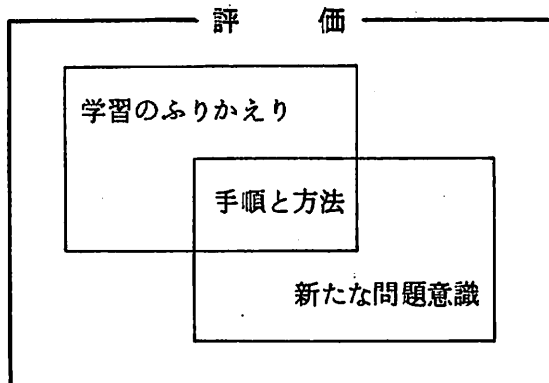 評価
学習のふりかえり
手順と方法
新たな問題意識